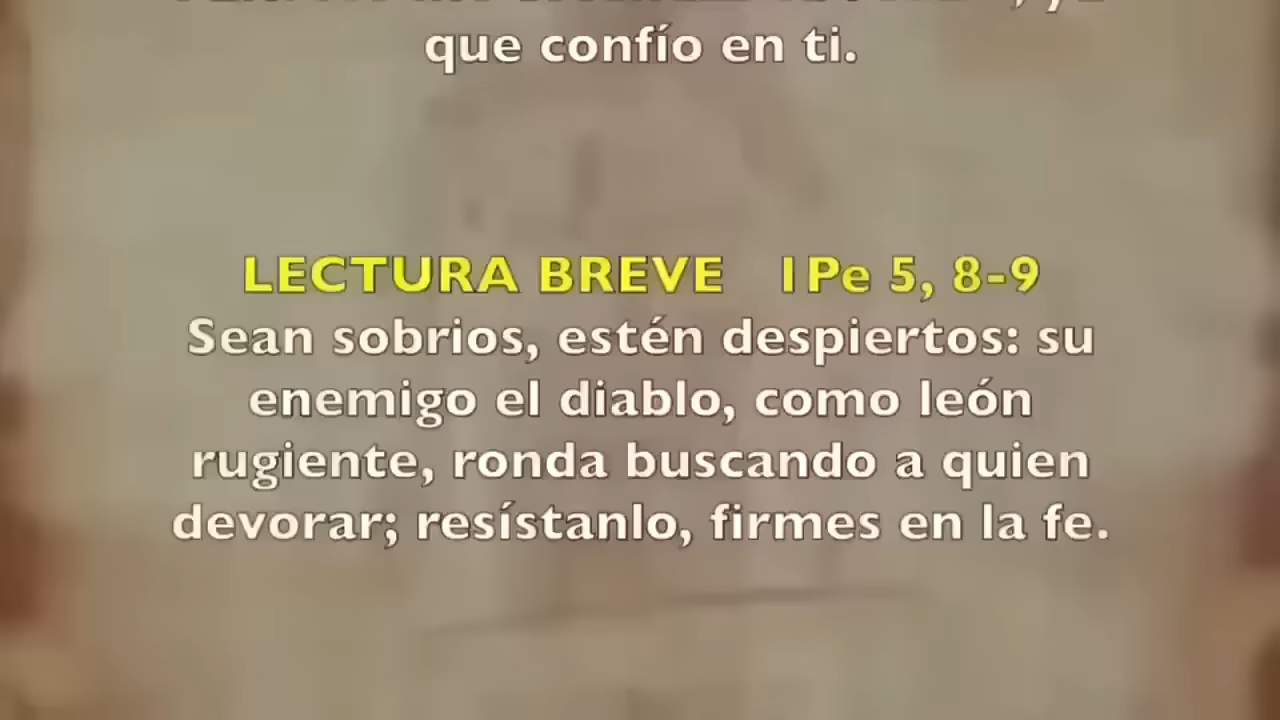 que confío en ti.
LECTURA BREVE 1Pe 5, 8-9
Sean sobrios, estén despiertos: su
enemigo el diablo, como león
rugiente, ronda buscando a quien
devorar; resístanlo, firmes en la fe.